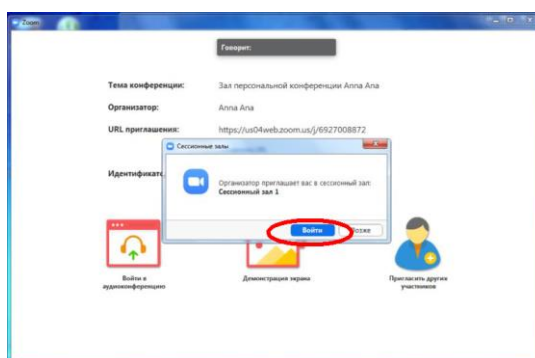 Zoom
Говорит:
Тема конференции: Зал персональной конференции Anna Ana
Организатор: Anna Ana
URL приглашения: https://us04web.zoom.us/j/6927008872
Сессионные залы
Идентификат
Организатор приглашает вас в сессионный зал:
Сессионный зал 1
Войти
Позже
Войти в аудиоконференцию
Демонстрация экрана
Пригласить других участников